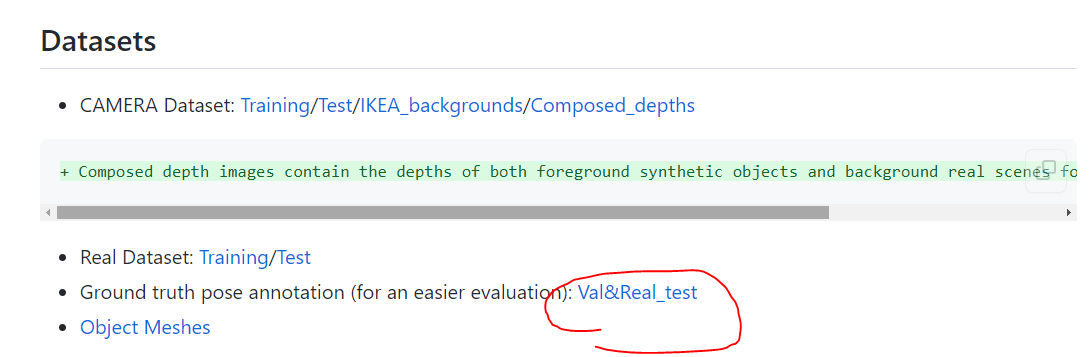 Datasets
CAMERA Dataset: Training/Test/IKEA_backgrounds/Composed_depths
+ Composed depth images contain the depths of both foreground synthetic objects and background real scenes fo
Real Dataset: Training/Test
Ground truth pose annotation (for an easier evaluation): Val&Real_test
Object Meshes